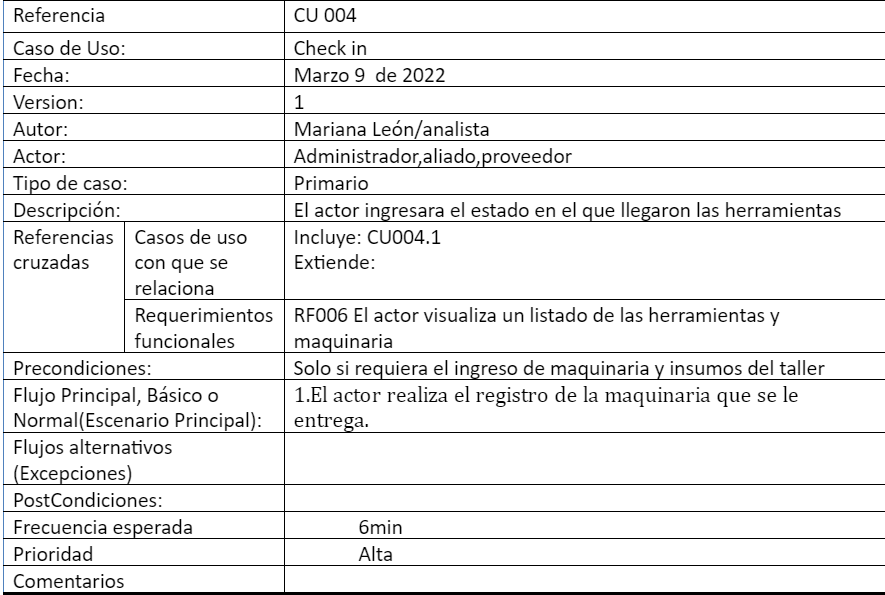 Referencia CU 004
Caso de Uso: Check in
Fecha: Marzo 9 de 2022
Version: 1
Autor: Mariana León/analista
Actor: Administrador,aliado,proveedor
Tipo de caso: Primario
Descripción: El actor ingresara el estado en el que llegaron las herramientas
Referencias Casos de uso Incluye: CU004.1
cruzadas con que se Extiende:
relaciona
Requerimientos RF006 El actor visualiza un listado de las herramientas y
funcionales maquinaria
Precondiciones: Solo si requiera el ingreso de maquinaria y insumos del taller
Flujo Principal, Básico o 1.El actor realiza el registro de la maquinaria que se le
Normal(Escenario Principal): entrega.
Flujos alternativos
(Excepciones)
PostCondiciones:
Frecuencia esperada 6min
Prioridad Alta
Comentarios